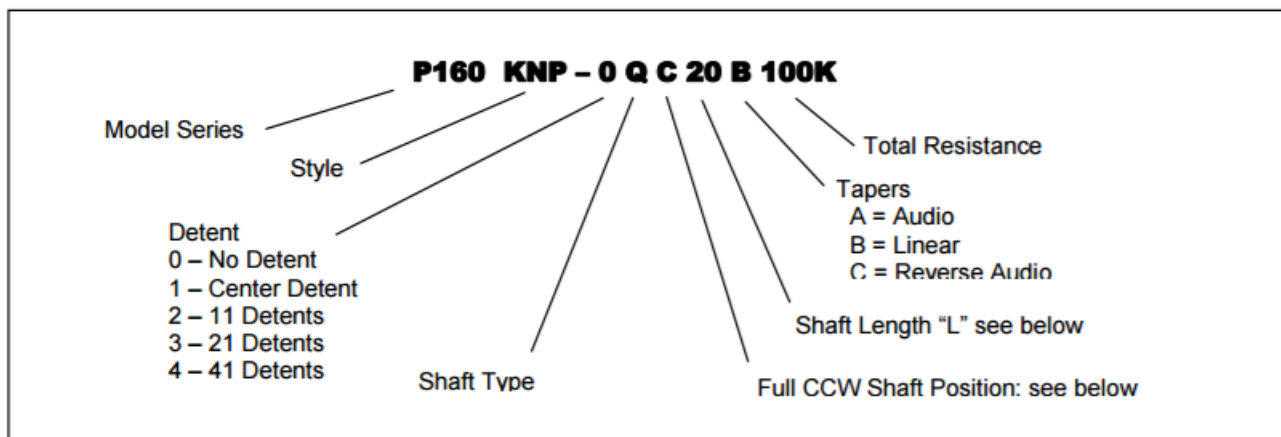 P160 KNP – 0 Q C 20 B 100K
Model Series
Total Resistance
Style
Tapers
A = Audio
B = Linear
C = Reverse Audio
Detent
0 – No Detent
1 – Center Detent
2 – 11 Detents
3 – 21 Detents
4 – 41 Detents
Shaft Length “L” see below
Shaft Type
Full CCW Shaft Position: see below